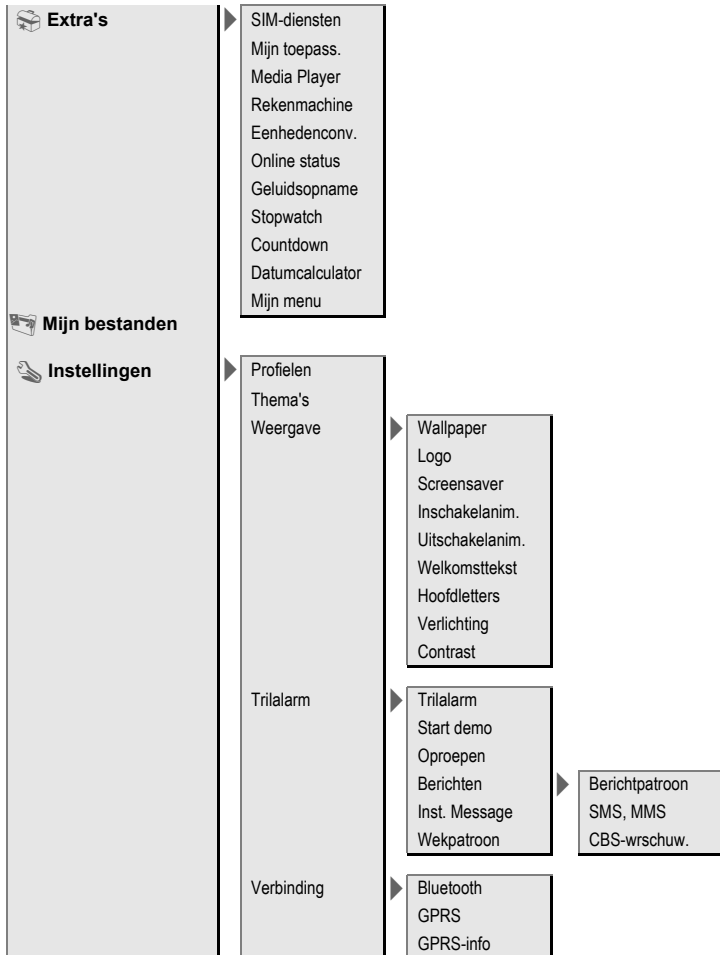 Extra's
SIM-diensten
Mijn toepass.
Media Player
Rekenmachine
Eenhedenconv.
Online status
Geluidsopname
Stopwatch
Countdown
Datumcalculator
Mijn menu
Mijn bestanden
Instellingen
Profielen
Thema's
Weergave
Wallpaper
Logo
Screensaver
Inschakelanim.
Uitschakelanim.
Welkomsttekst
Hoofdletters
Verlichting
Contrast
Trilalarm
Trilalarm
Start demo
Oproepen
Berichten
Berichtpatroon
SMS, MMS
CBS-wrschuw.
Inst. Message
Wekpatroon
Verbinding
Bluetooth
GPRS
GPRS-info